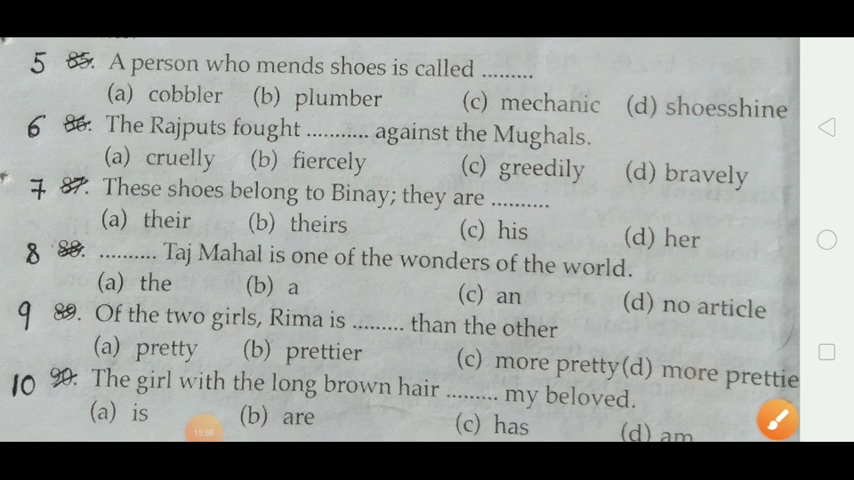 5 85. A person who mends shoes is called .........
(a) cobbler (b) plumber (c) mechanic (d) shoesshine
6 86. The Rajputs fought ........... against the Mughals.
(a) cruelly (b) fiercely (c) greedily (d) bravely
7 87. These shoes belong to Binay; they are ..........
(a) their (b) theirs (c) his (d) her
8 88. .......... Taj Mahal is one of the wonders of the world.
(a) the (b) a (c) an (d) no article
9 89. Of the two girls, Rima is ......... than the other
(a) pretty (b) prettier (c) more pretty (d) more prettie
10 90. The girl with the long brown hair ......... my beloved.
(a) is (b) are (c) has (d) am